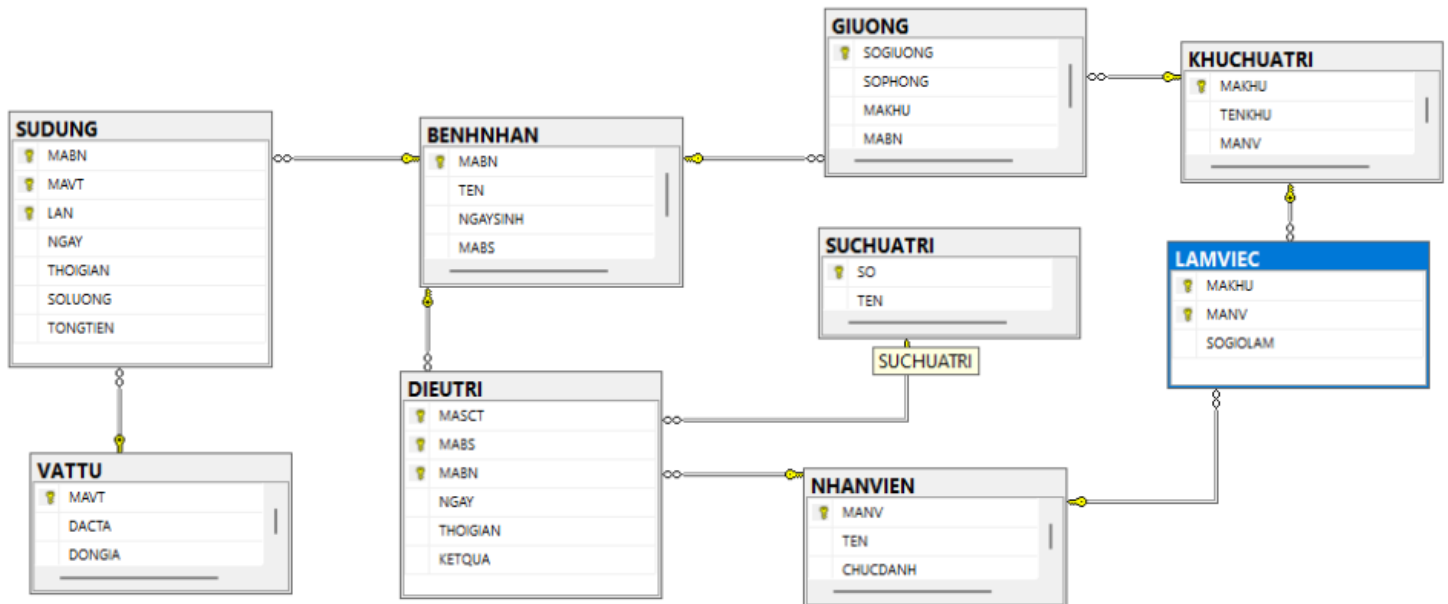 SUDUNG
MABN
MAVT
LAN
NGAY
THOIGIAN
SOLUONG
TONGTIEN
VATTU
MAVT
DACTA
DONGIA
BENHNHAN
MABN
TEN
NGAYSINH
MABS
DIEUTRI
MASCT
MABS
MABN
NGAY
THOIGIAN
KETQUA
GIUONG
SOGIUONG
SOPHONG
MAKHU
MABN
SUCHUATRI
SO
TEN
SUCHUATRI
NHANVIEN
MANV
TEN
CHUCDANH
KHUCHUATRI
MAKHU
TENKHU
MANV
LAMVIEC
MAKHU
MANV
SOGIOLAM